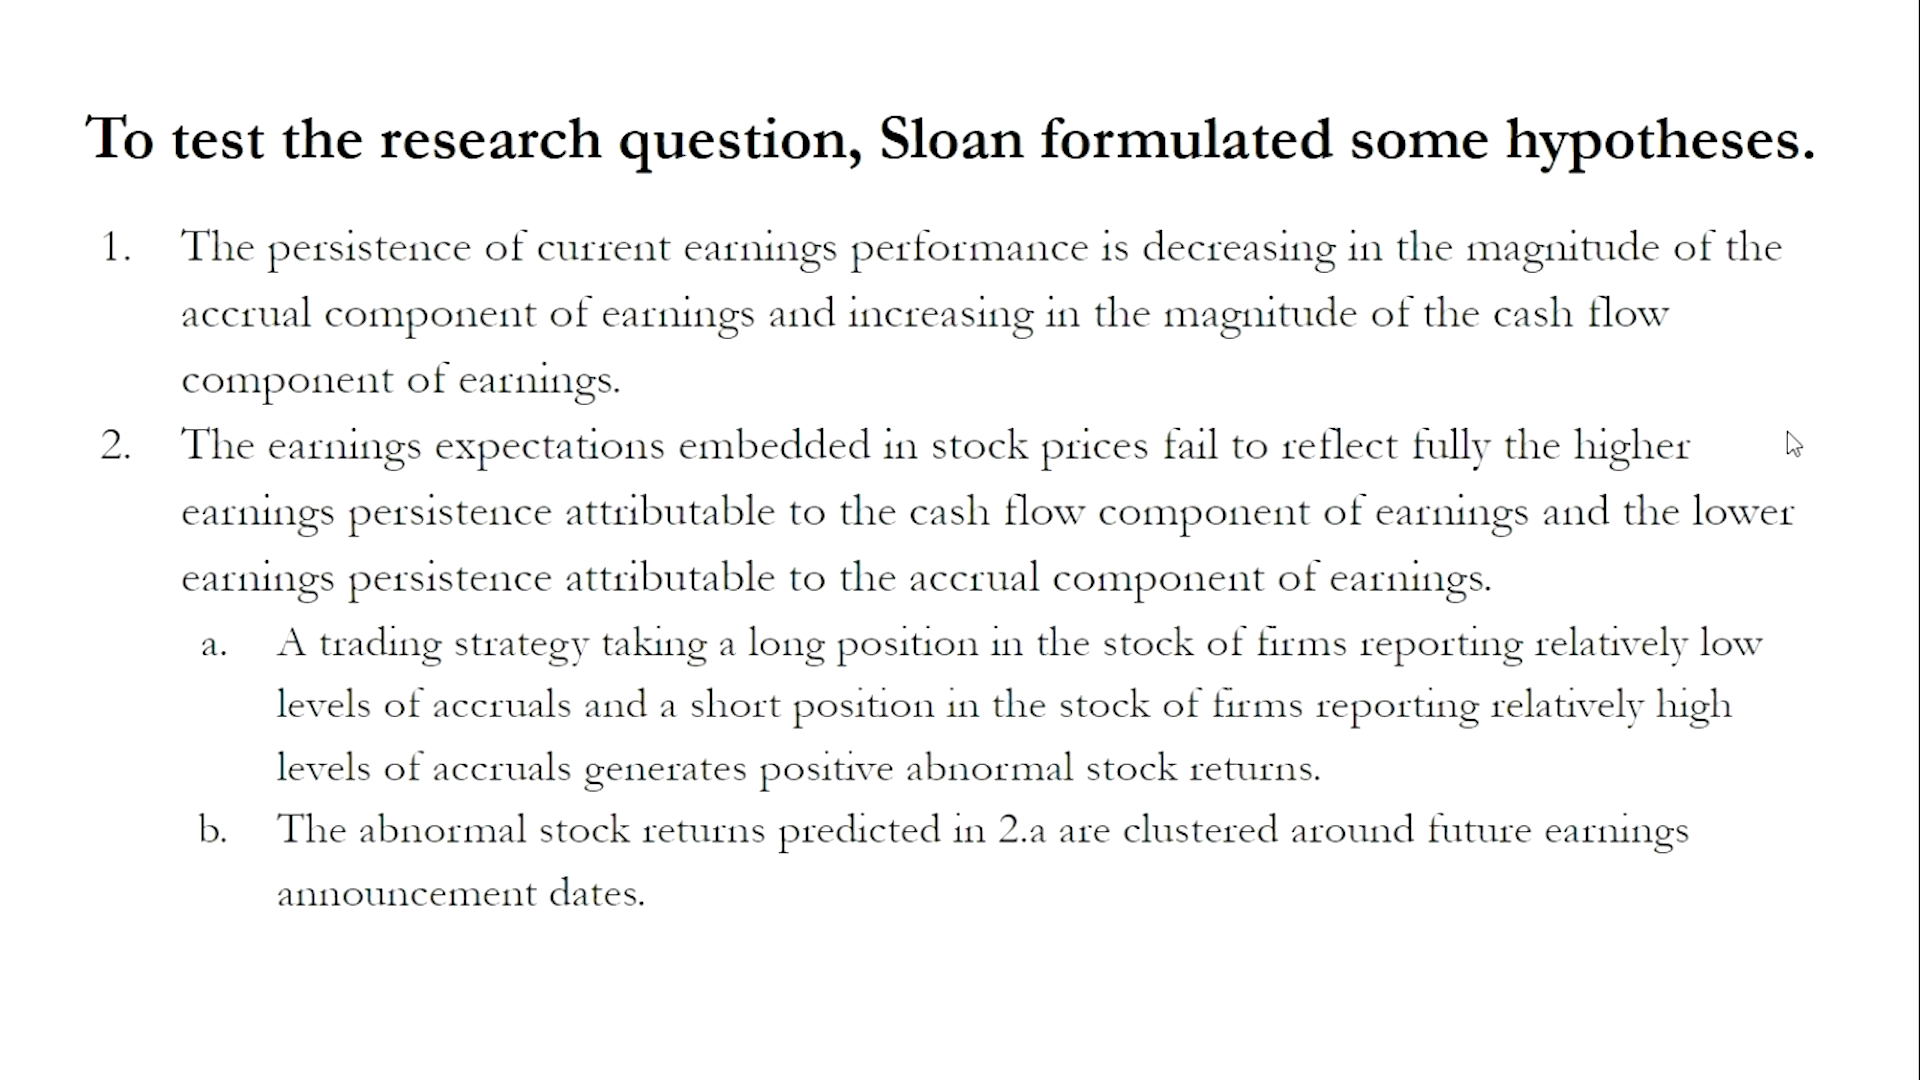 To test the research question, Sloan formulated some hypotheses.
1. The persistence of current earnings performance is decreasing in the magnitude of the
accrual component of earnings and increasing in the magnitude of the cash flow
component of earnings.
2. The earnings expectations embedded in stock prices fail to reflect fully the higher
earnings persistence attributable to the cash flow component of earnings and the lower
earnings persistence attributable to the accrual component of earnings.
a. A trading strategy taking a long position in the stock of firms reporting relatively low
levels of accruals and a short position in the stock of firms reporting relatively high
levels of accruals generates positive abnormal stock returns.
b. The abnormal stock returns predicted in 2.a are clustered around future earnings
announcement dates.